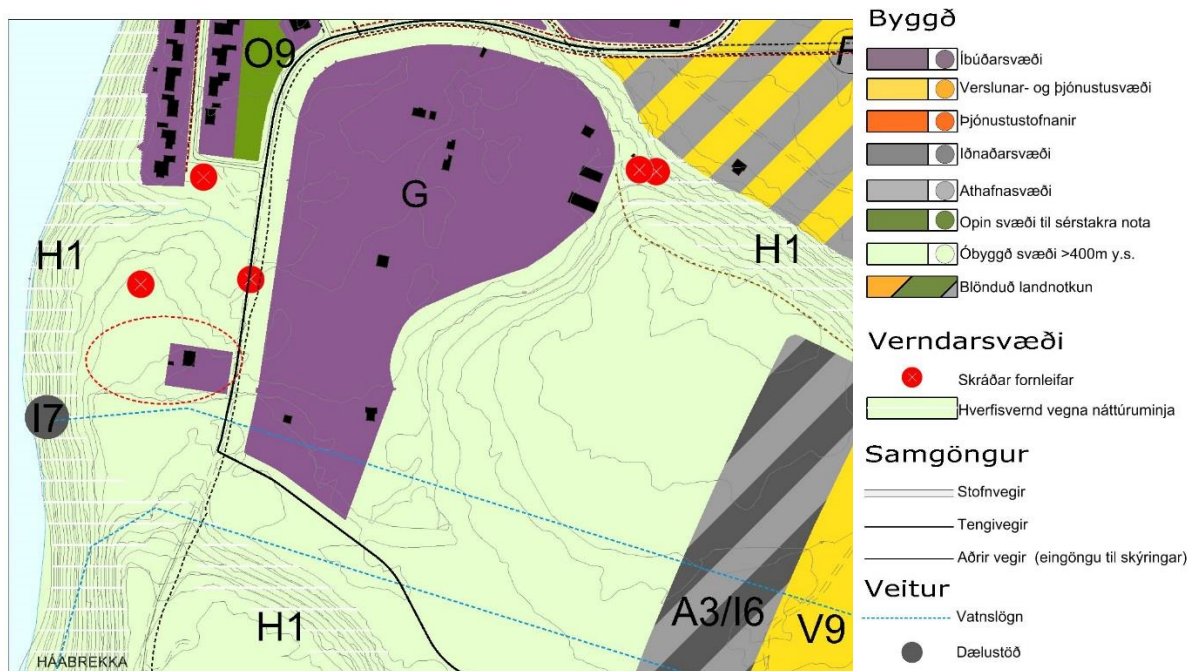 O9
F
G
H1
H1
I7
A3/I6
V9
H1
HÁABREKKA
Byggð
Íbúðarsvæði
Verslunar- og þjónustusvæði
Þjónustustofnanir
Iðnaðarsvæði
Athafnasvæði
Opin svæði til sérstakra nota
Óbyggð svæði >400m y.s.
Blönduð landnotkun
Verndarsvæði
Skráðar fornleifar
Hverfisvernd vegna náttúruminja
Samgöngur
Stofnvegir
Tengivegir
Aðrir vegir (eingöngu til skýringar)
Veitur
Vatnslögn
Dælustöð